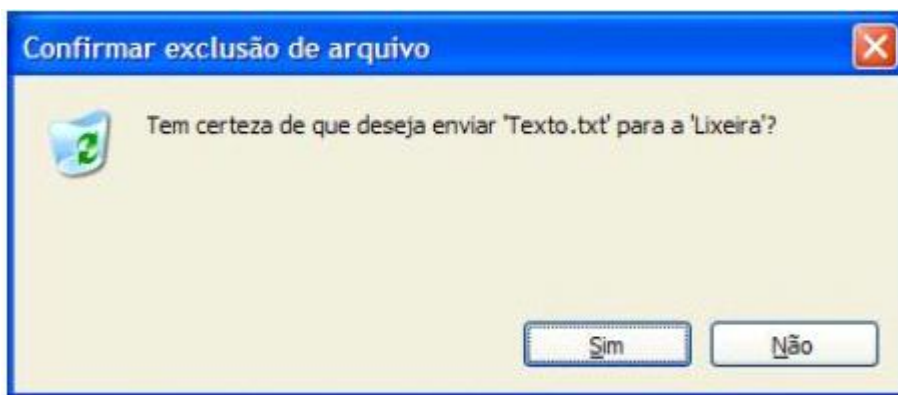 Confirmar exclusão de arquivo
Tem certeza de que deseja enviar 'Texto.txt' para a 'Lixeira'?
Sim Não